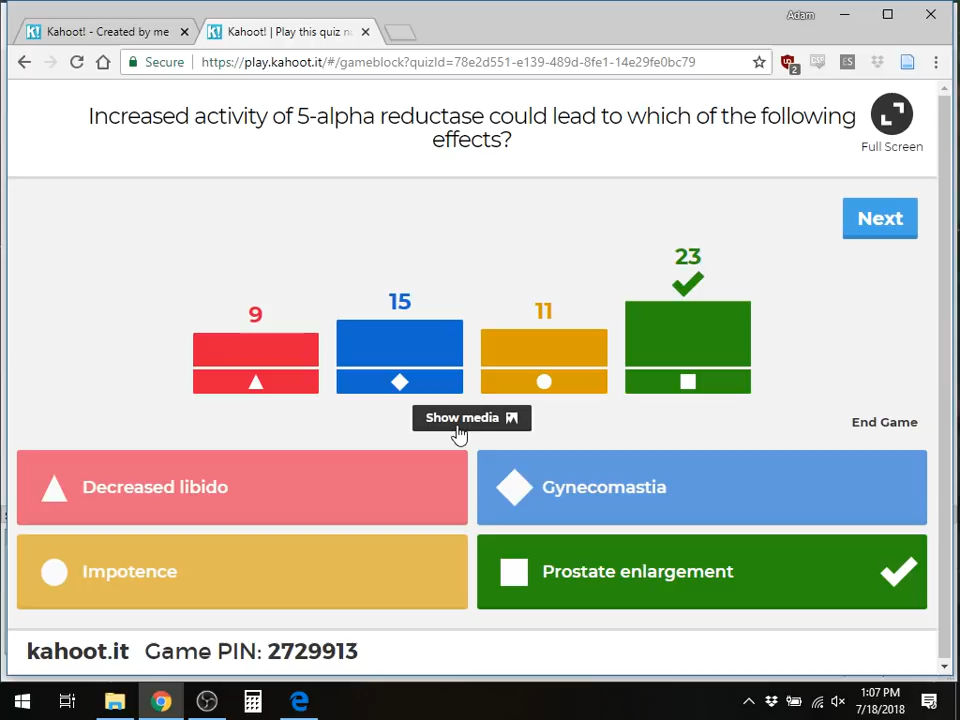 Adam
Kahoot! - Created by me
Kahoot! | Play this quiz n
Secure
https://play.kahoot.it/#/gameblock?quizId=78e2d551-e139-489d-8fe1-14e29fe0bc79
2
ES
Increased activity of 5-alpha reductase could lead to which of the following
effects?
Full Screen
Next
23
15
11
9
Show media
End Game
Decreased libido
Gynecomastia
Impotence
Prostate enlargement
kahoot.it Game PIN: 2729913
1:07 PM
7/18/2018